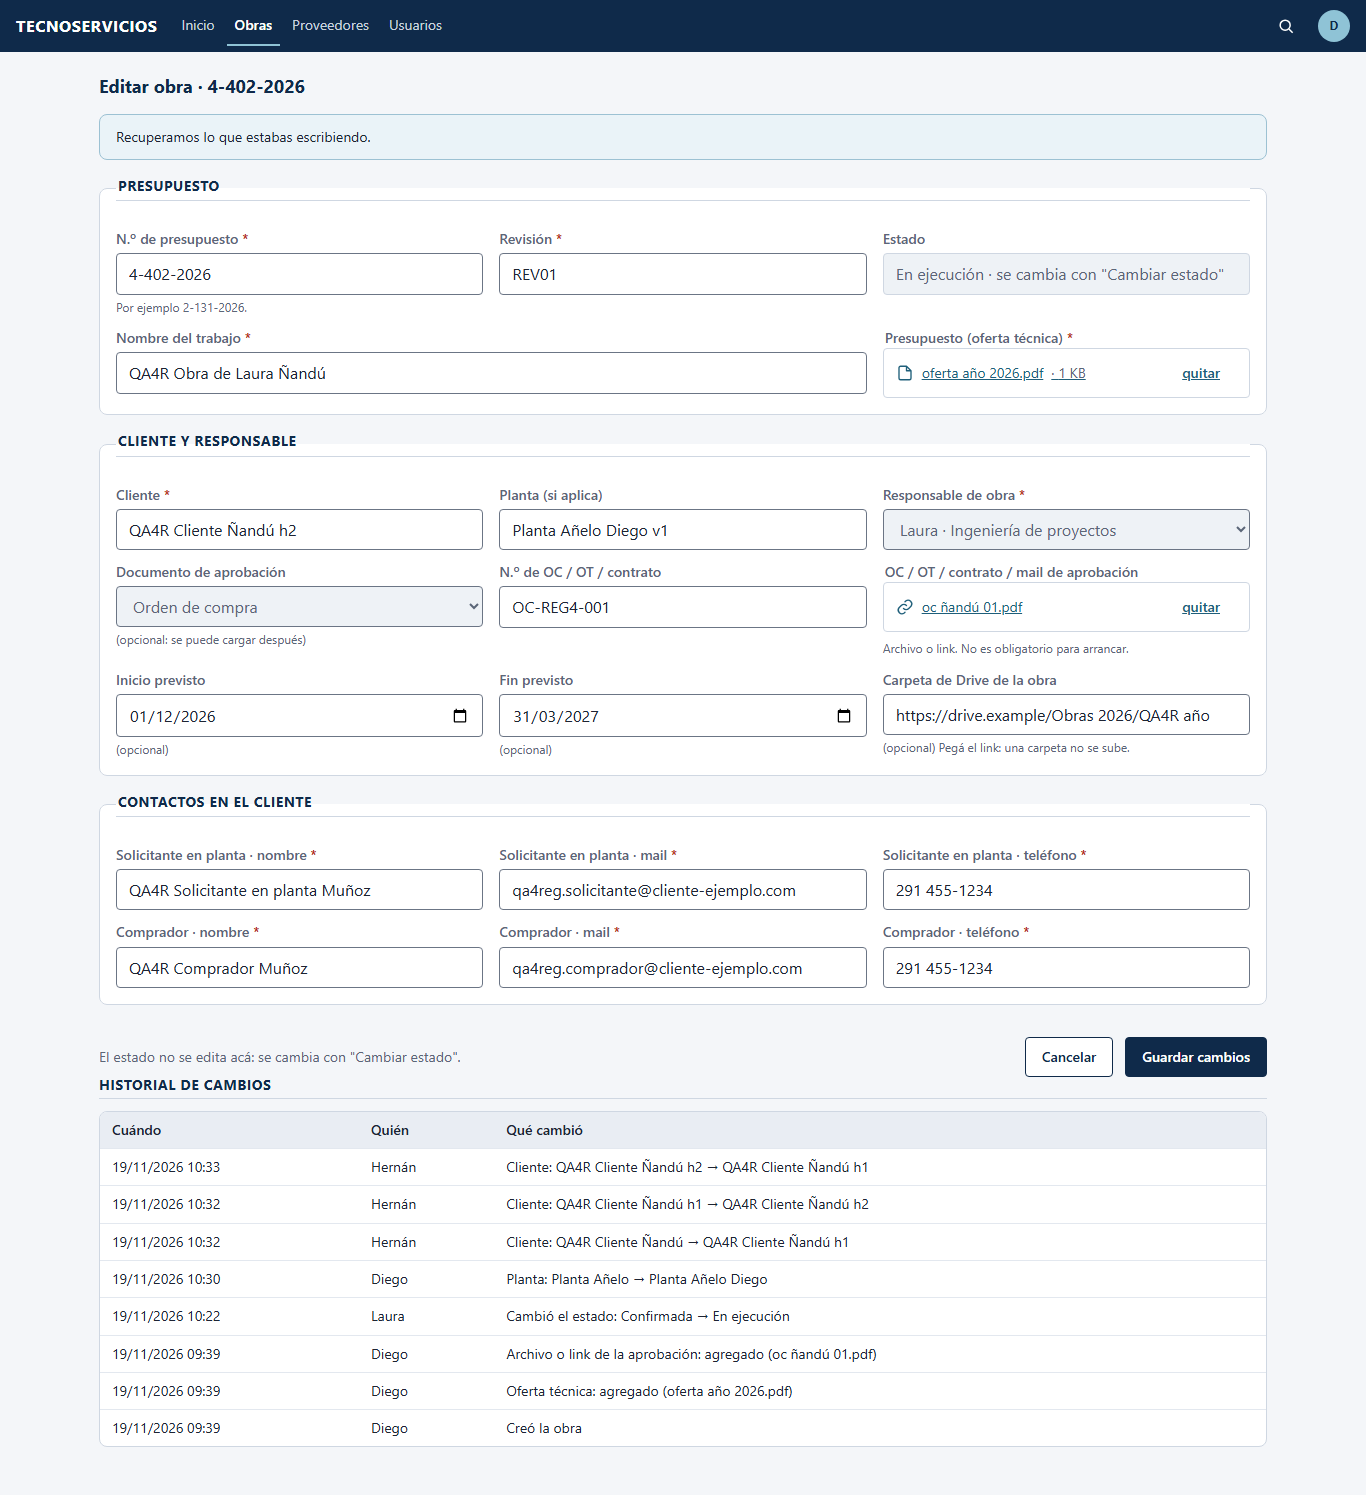 TECNOSERVICIOS Inicio Obras Proveedores Usuarios D
Editar obra · 4-402-2026
Recuperamos lo que estabas escribiendo.
PRESUPUESTO
N.º de presupuesto * Revisión * Estado
4-402-2026 REV01 En ejecución · se cambia con "Cambiar estado"
Por ejemplo 2-131-2026.
Nombre del trabajo * Presupuesto (oferta técnica) *
QA4R Obra de Laura Ñandú oferta año 2026.pdf · 1 KB quitar
CLIENTE Y RESPONSABLE
Cliente * Planta (si aplica) Responsable de obra *
QA4R Cliente Ñandú h2 Planta Añelo Diego v1 Laura · Ingeniería de proyectos
Documento de aprobación N.º de OC / OT / contrato OC / OT / contrato / mail de aprobación
Orden de compra OC-REG4-001 oc ñandú 01.pdf quitar
(opcional: se puede cargar después) Archivo o link. No es obligatorio para arrancar.
Inicio previsto Fin previsto Carpeta de Drive de la obra
01/12/2026 31/03/2027 https://drive.example/Obras 2026/QA4R año
(opcional) (opcional) (opcional) Pegá el link: una carpeta no se sube.
CONTACTOS EN EL CLIENTE
Solicitante en planta · nombre * Solicitante en planta · mail * Solicitante en planta · teléfono *
QA4R Solicitante en planta Muñoz qa4reg.solicitante@cliente-ejemplo.com 291 455-1234
Comprador · nombre * Comprador · mail * Comprador · teléfono *
QA4R Comprador Muñoz qa4reg.comprador@cliente-ejemplo.com 291 455-1234
El estado no se edita acá: se cambia con "Cambiar estado". Cancelar Guardar cambios
HISTORIAL DE CAMBIOS
Cuándo Quién Qué cambió
19/11/2026 10:33 Hernán Cliente: QA4R Cliente Ñandú h2 → QA4R Cliente Ñandú h1
19/11/2026 10:32 Hernán Cliente: QA4R Cliente Ñandú h1 → QA4R Cliente Ñandú h2
19/11/2026 10:32 Hernán Cliente: QA4R Cliente Ñandú → QA4R Cliente Ñandú h1
19/11/2026 10:30 Diego Planta: Planta Añelo → Planta Añelo Diego
19/11/2026 10:22 Laura Cambió el estado: Confirmada → En ejecución
19/11/2026 09:39 Diego Archivo o link de la aprobación: agregado (oc ñandú 01.pdf)
19/11/2026 09:39 Diego Oferta técnica: agregado (oferta año 2026.pdf)
19/11/2026 09:39 Diego Creó la obra